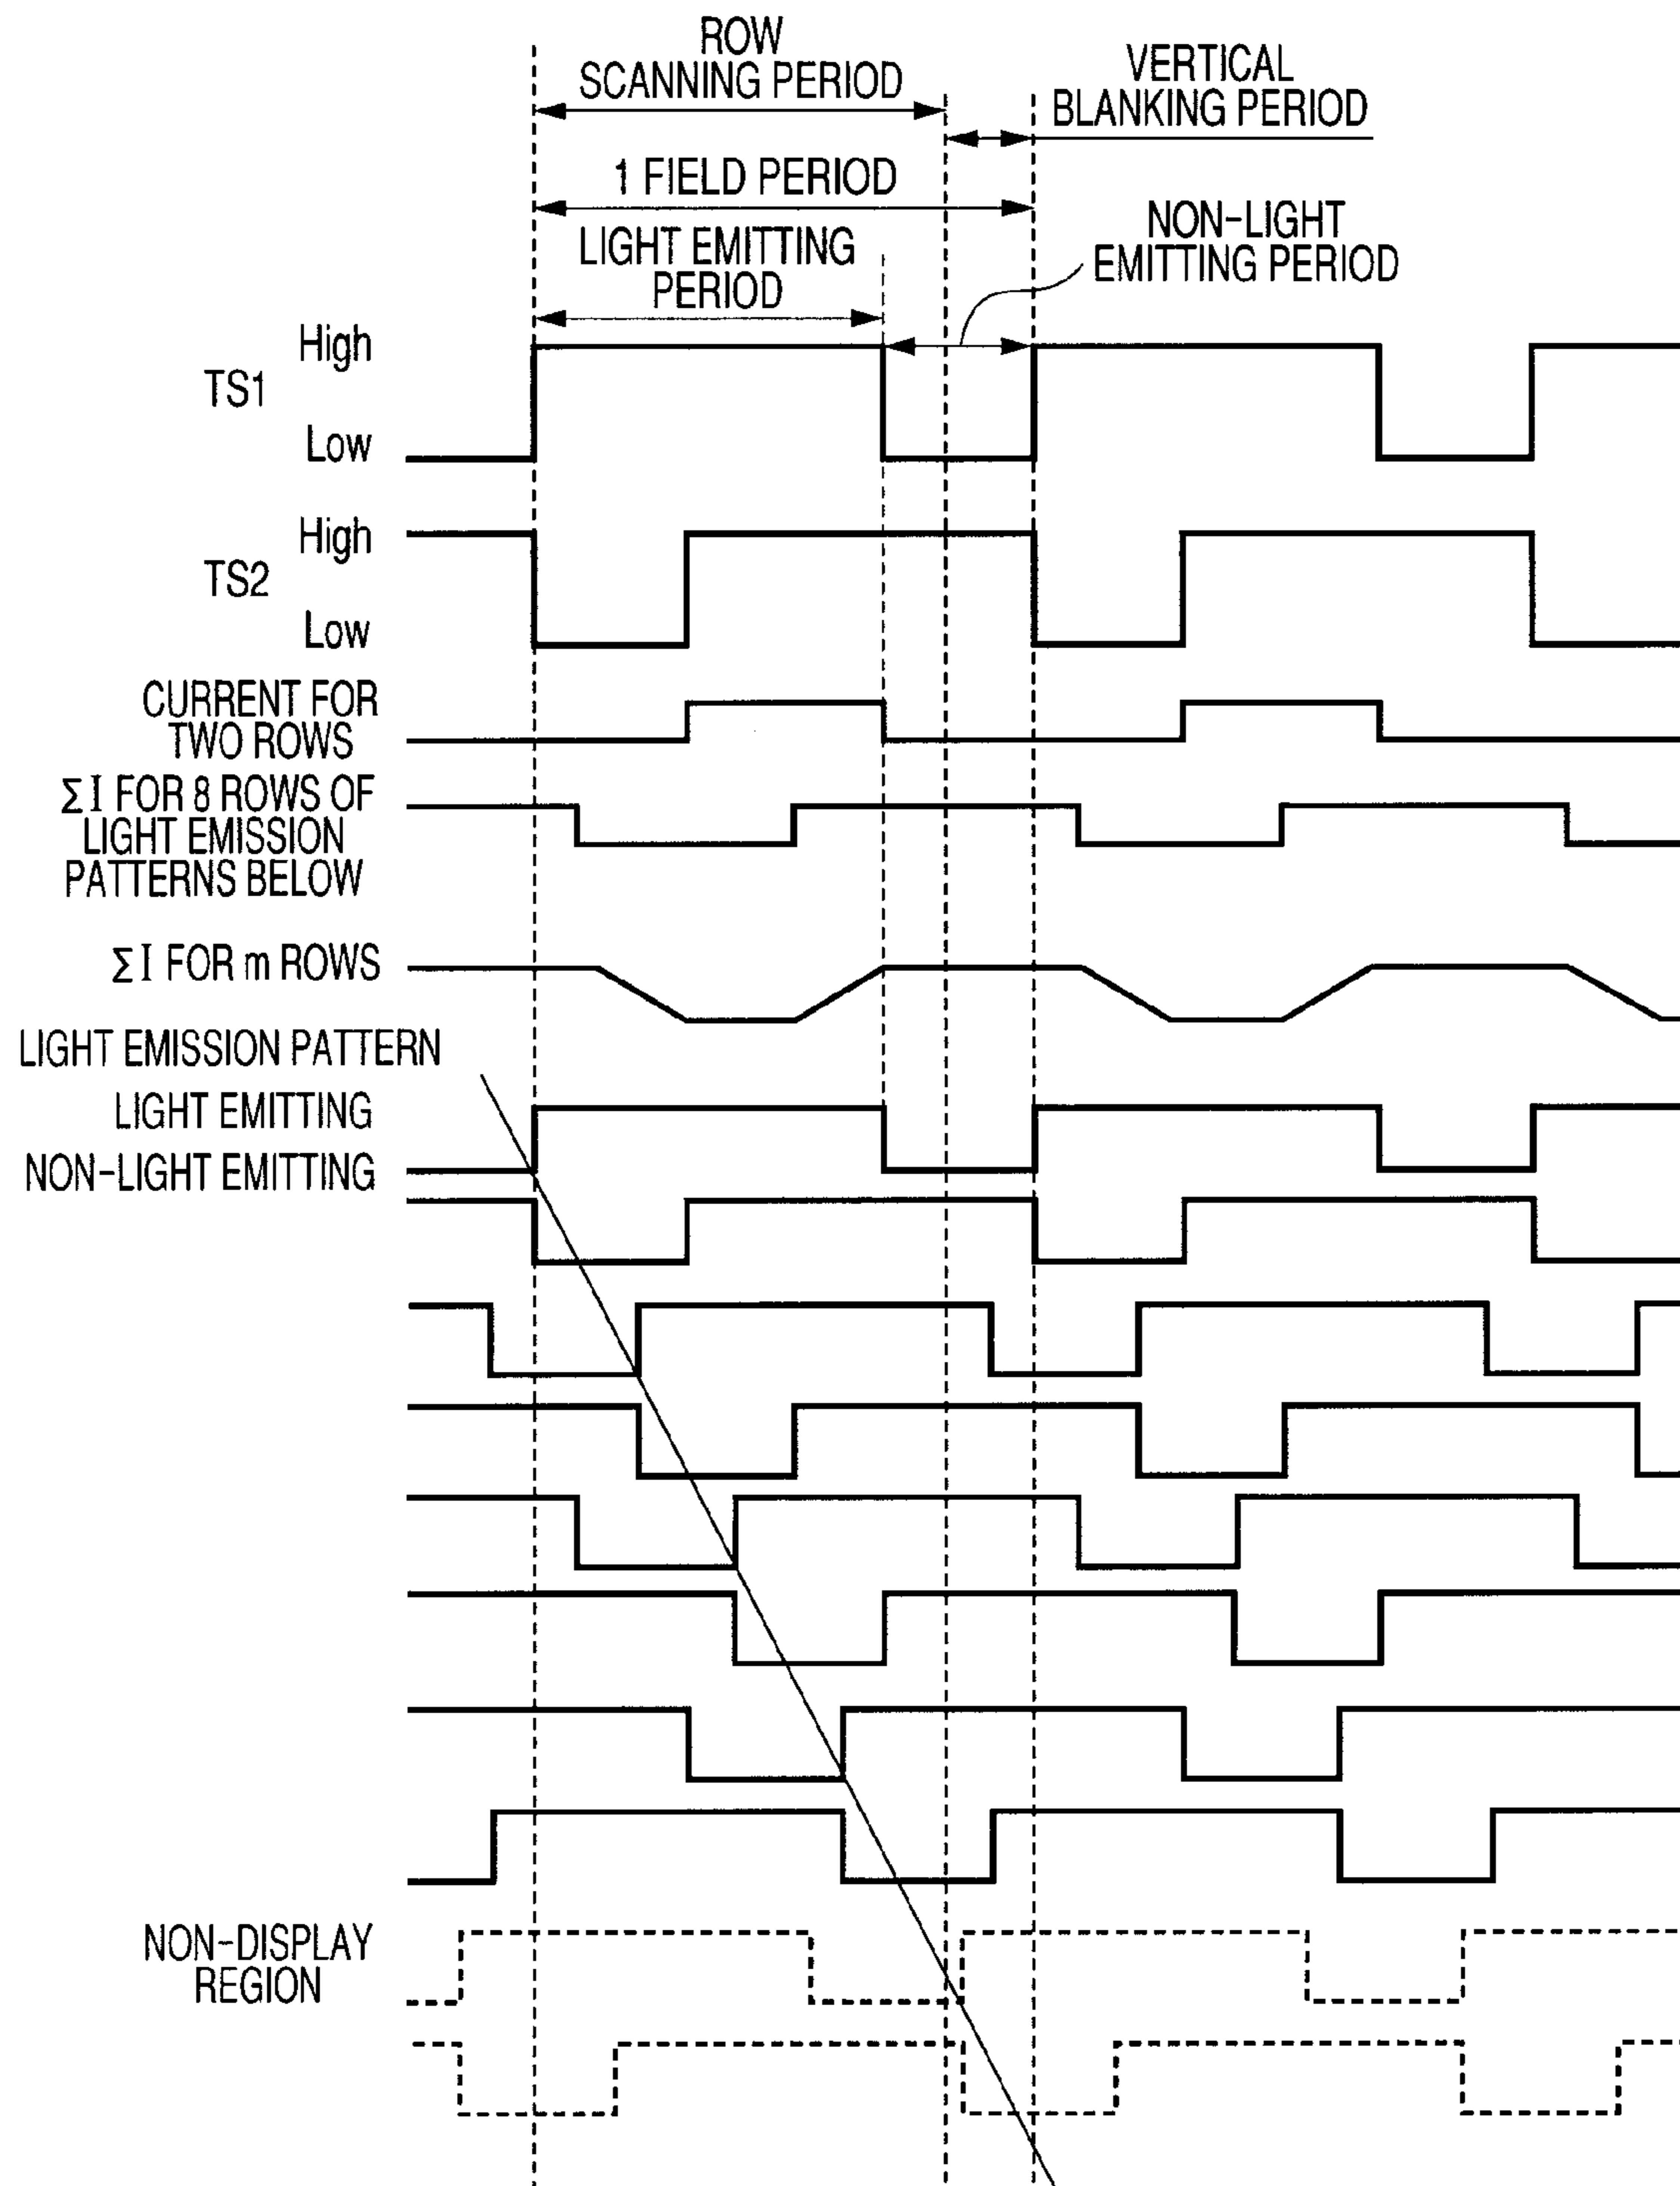 ROW
SCANNING PERIOD
VERTICAL
BLANKING PERIOD
1 FIELD PERIOD
NON-LIGHT
EMITTING PERIOD
LIGHT EMITTING
PERIOD
High
TS1
Low
High
TS2
Low
CURRENT FOR
TWO ROWS
ΣI FOR 8 ROWS OF
LIGHT EMISSION
PATTERNS BELOW
ΣI FOR m ROWS
LIGHT EMISSION PATTERN
LIGHT EMITTING
NON-LIGHT EMITTING
NON-DISPLAY
REGION